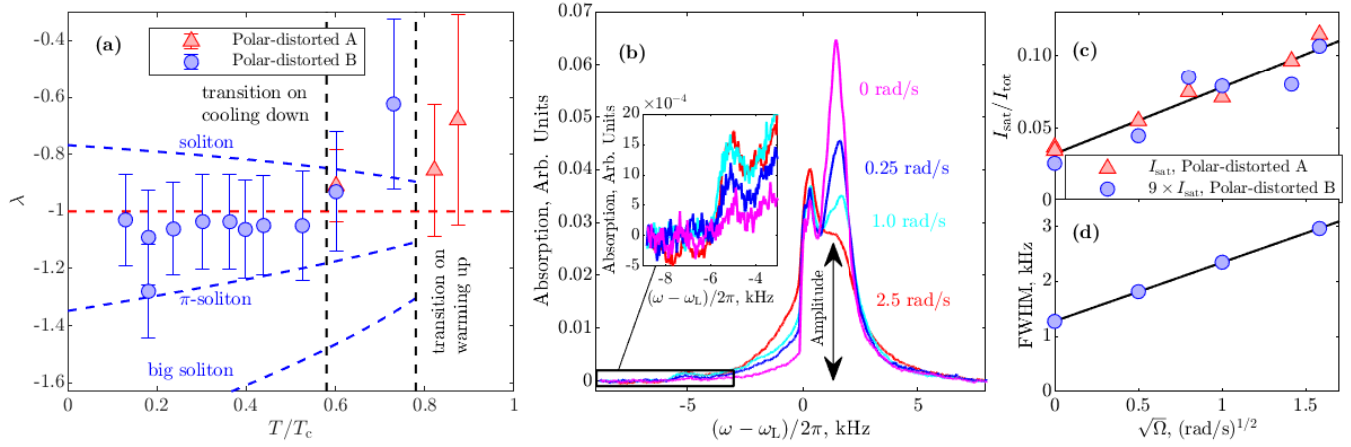 (a)
Polar-distorted A
Polar-distorted B
transition on
cooling down
soliton
π-soliton
big soliton
transition on
warming up
-0.4
-0.6
-0.8
-1
-1.2
-1.4
-1.6
λ
0 0.2 0.4 0.6 0.8 1
T/Tc
(b)
0.07
0.06
0.05
0.04
0.03
0.02
0.01
0
Absorption, Arb. Units
0 rad/s
0.25 rad/s
1.0 rad/s
2.5 rad/s
Amplitude
×10⁻⁴
20
15
10
5
0
-5
Absorption, Arb. Units
-8 -6 -4
(ω − ωL)/2π, kHz
-5 0 5
(ω − ωL)/2π, kHz
(c)
0.10
0.05
0
Isat/Itot
Isat, Polar-distorted A
9 × Isat, Polar-distorted B
(d)
3
2
1
0
FWHM, kHz
0 0.5 1 1.5
√Ω, (rad/s)1/2